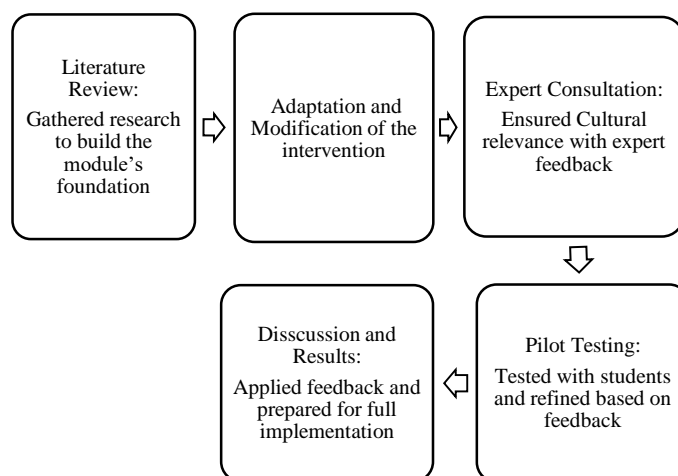 Literature
Review:
Gathered research
to build the
module's
foundation
Adaptation and
Modification of the
intervention
Expert Consultation:
Ensured Cultural
relevance with expert
feedback
Pilot Testing:
Tested with students
and refined based on
feedback
Disscussion and
Results:
Applied feedback and
prepared for full
implementation